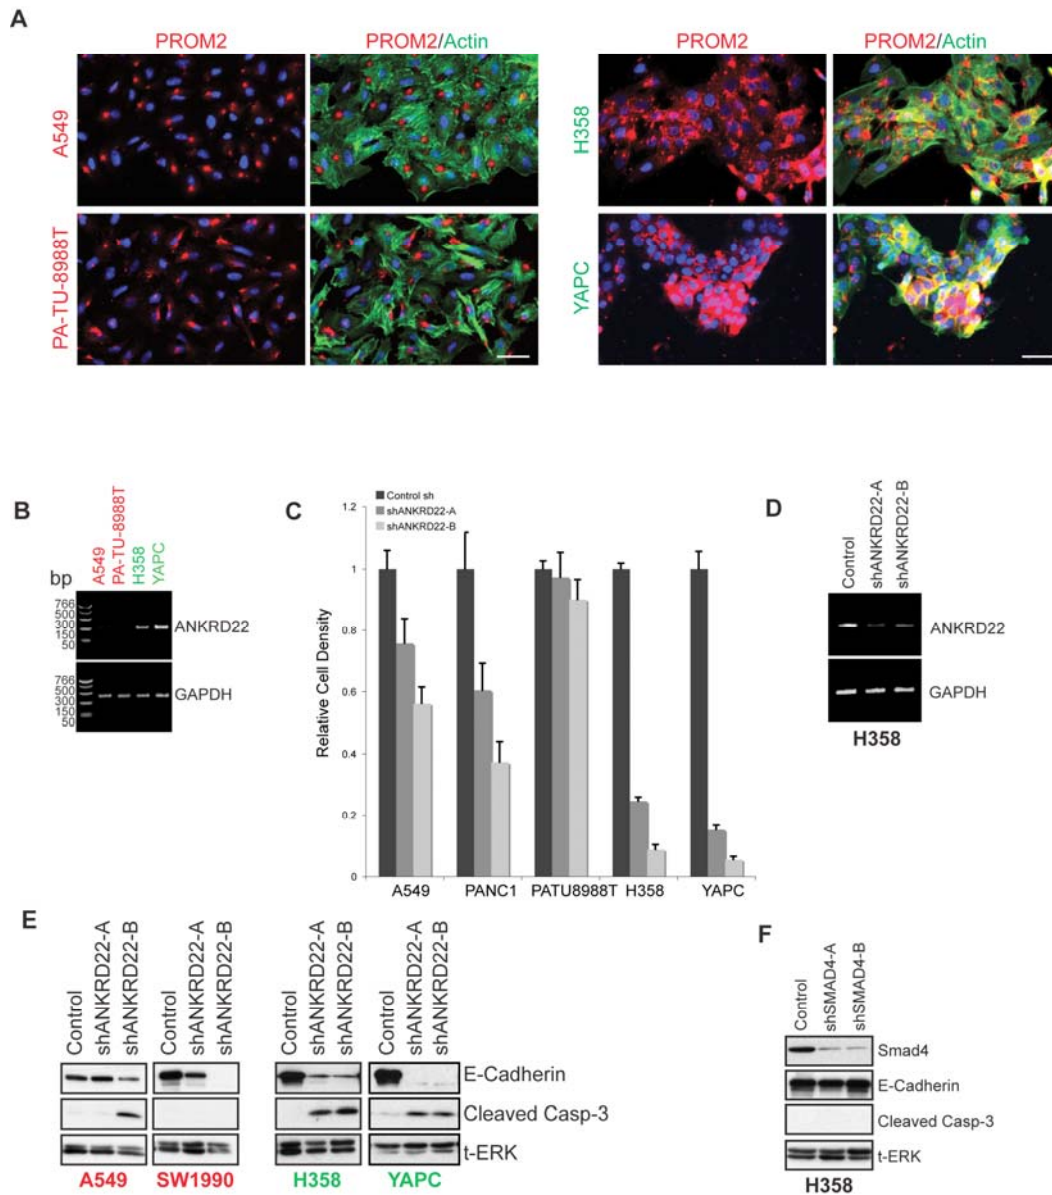 A
PROM2 PROM2/Actin PROM2 PROM2/Actin
A549
H358
PA-TU-8988T
YAPC
B
A549
PA-TU-8988T
H358
YAPC
bp
766
500
300
150
50
ANKRD22
766
500
300
150
50
GAPDH
C
Control sh
shANKRD22-A
shANKRD22-B
Relative Cell Density
1.2
1
0.8
0.6
0.4
0.2
0
A549 PANC1 PATU8988T H358 YAPC
D
Control
shANKRD22-A
shANKRD22-B
ANKRD22
GAPDH
H358
E
Control
shANKRD22-A
shANKRD22-B
Control
shANKRD22-A
shANKRD22-B
Control
shANKRD22-A
shANKRD22-B
Control
shANKRD22-A
shANKRD22-B
E-Cadherin
Cleaved Casp-3
t-ERK
A549 SW1990 H358 YAPC
F
Control
shSMAD4-A
shSMAD4-B
Smad4
E-Cadherin
Cleaved Casp-3
t-ERK
H358